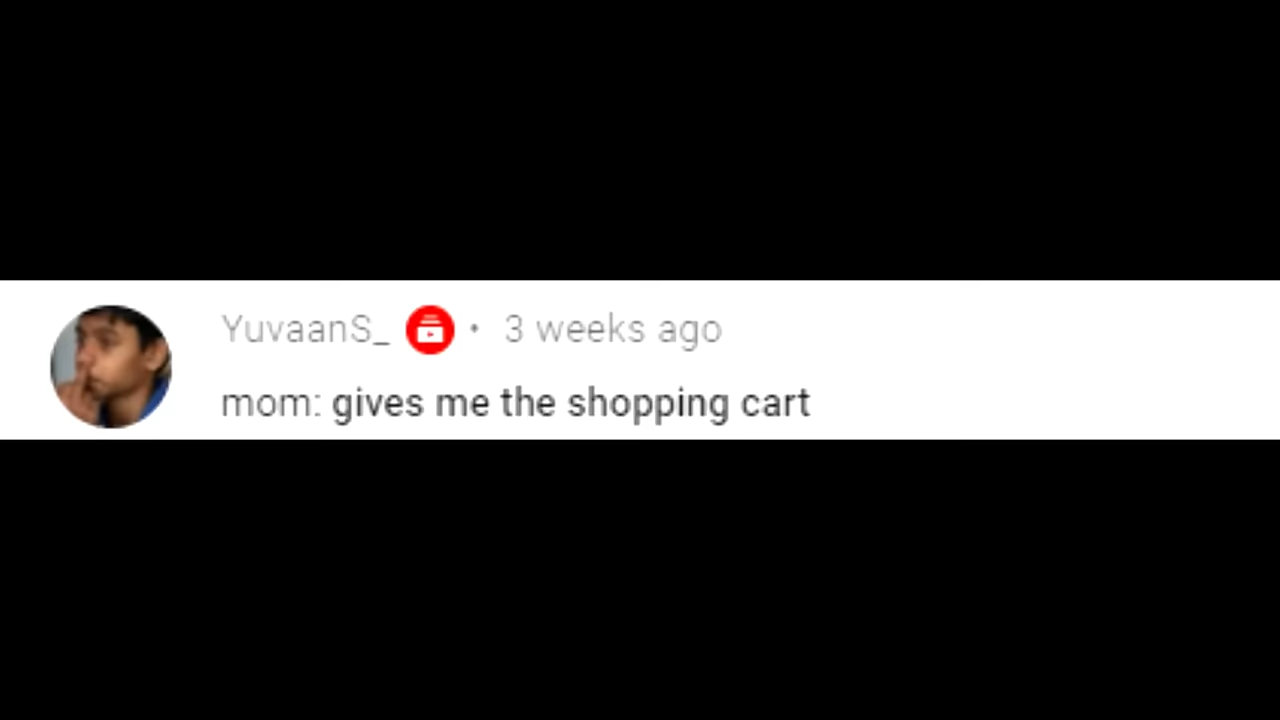 YuvaanS_ • 3 weeks ago
mom: gives me the shopping cart